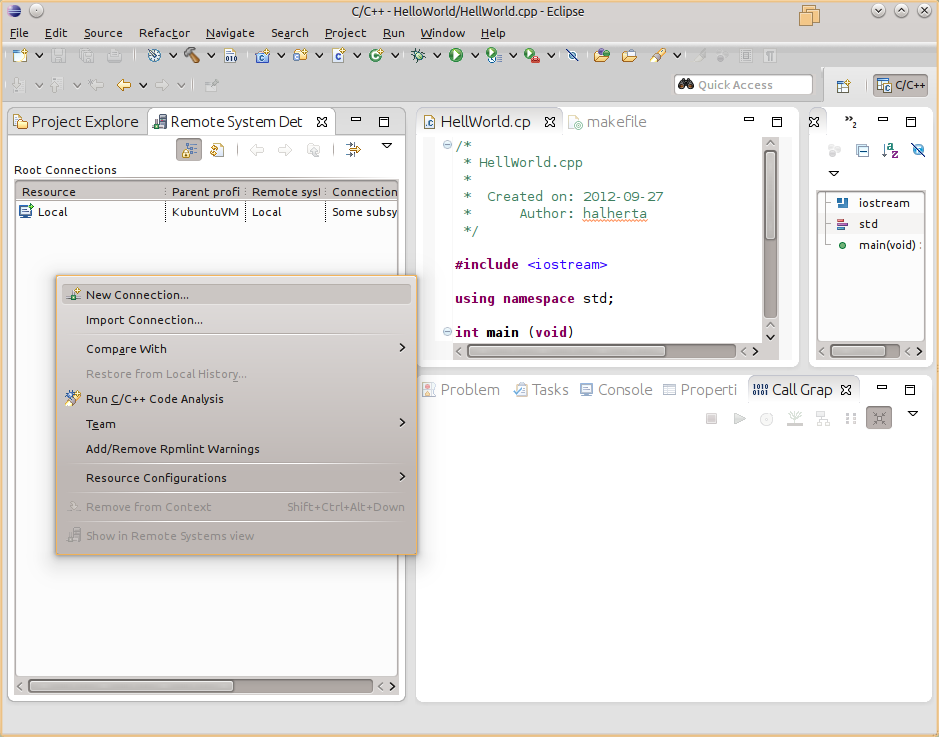 C/C++ - HelloWorld/HellWorld.cpp - Eclipse
File Edit Source Refactor Navigate Search Project Run Window Help
010
Quick Access
C/C++
Project Explore
Remote System Det
Root Connections
Resource Parent profi Remote sys Connection
Local KubuntuVM Local Some subsy
New Connection...
Import Connection...
Compare With
Restore from Local History...
Run C/C++ Code Analysis
Team
Add/Remove Rpmlint Warnings
Resource Configurations
Remove from Context Shift+Ctrl+Alt+Down
Show in Remote Systems view
HellWorld.cp
makefile
/*
* HellWorld.cpp
*
* Created on: 2012-09-27
* Author: halherta
*/
#include <iostream>
using namespace std;
int main (void)
»2
iostream
std
main(void) :
Problem Tasks Console Properti Call Grap